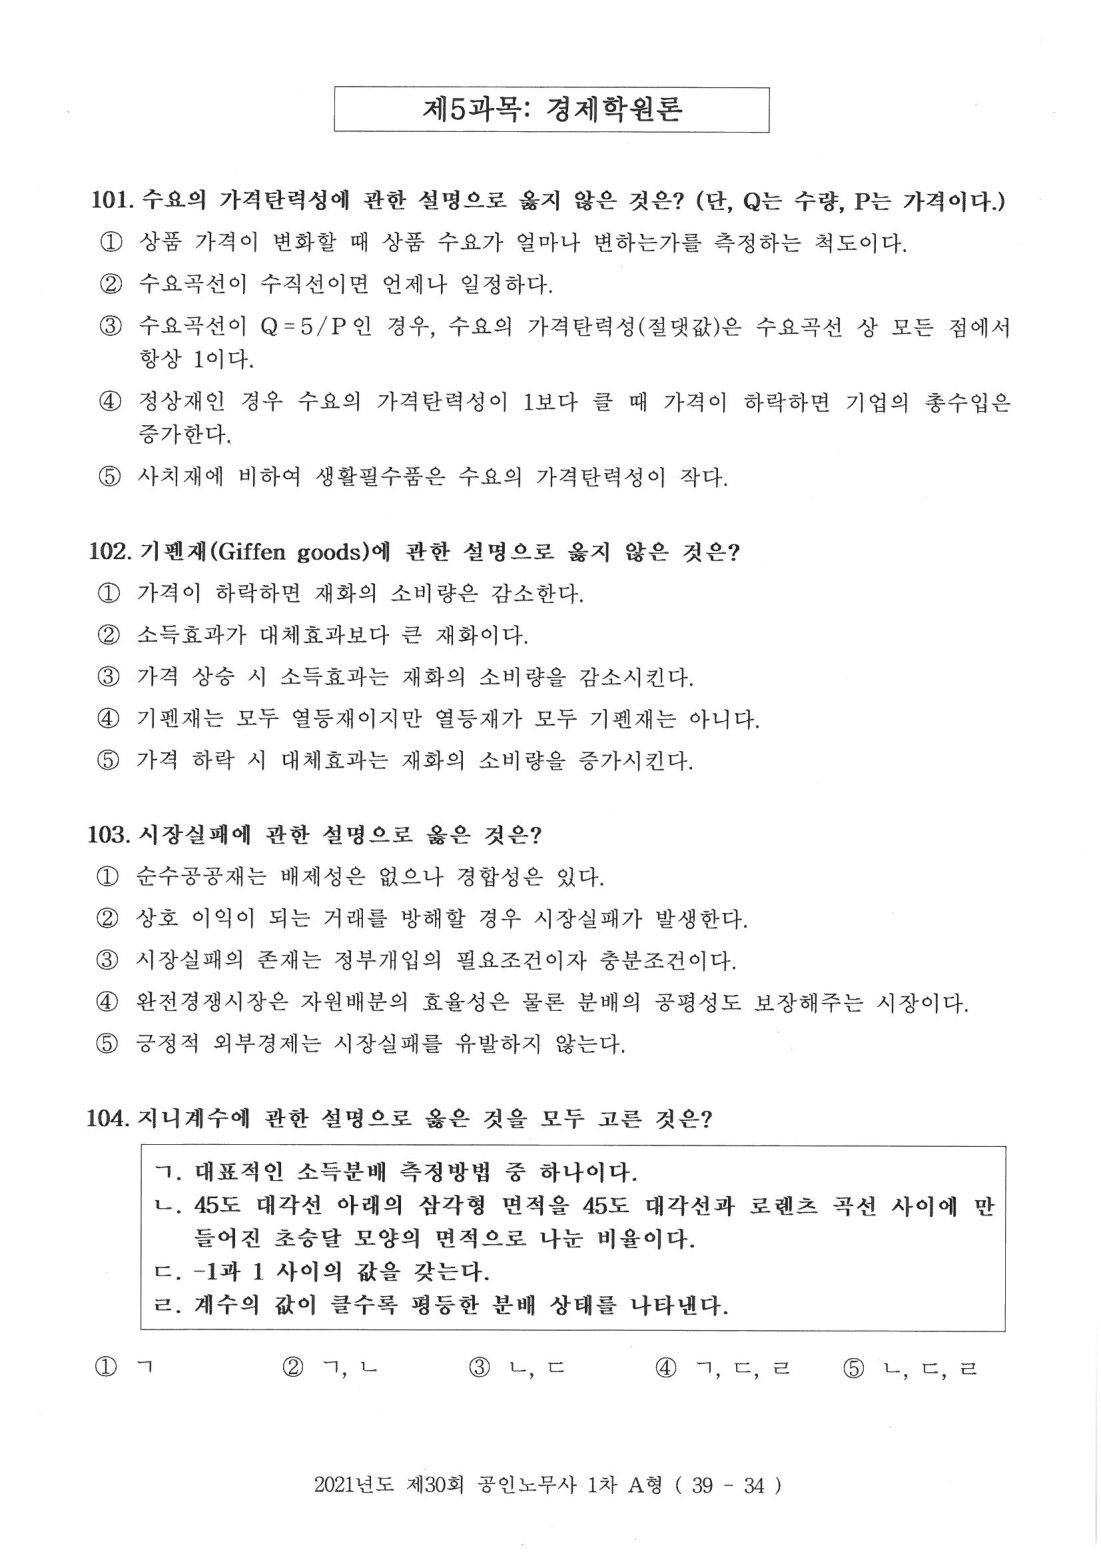 제5과목: 경제학원론
101. 수요의 가격탄력성에 관한 설명으로 옳지 않은 것은? (단, Q는 수량, P는 가격이다.)
① 상품 가격이 변화할 때 상품 수요가 얼마나 변하는가를 측정하는 척도이다.
② 수요곡선이 수직선이면 언제나 일정하다.
③ 수요곡선이 Q=5/P인 경우, 수요의 가격탄력성(절댓값)은 수요곡선 상 모든 점에서
항상 1이다.
④ 정상재인 경우 수요의 가격탄력성이 1보다 클 때 가격이 하락하면 기업의 총수입은
증가한다.
⑤ 사치재에 비하여 생활필수품은 수요의 가격탄력성이 작다.
102. 기펜재(Giffen goods)에 관한 설명으로 옳지 않은 것은?
① 가격이 하락하면 재화의 소비량은 감소한다.
② 소득효과가 대체효과보다 큰 재화이다.
③ 가격 상승 시 소득효과는 재화의 소비량을 감소시킨다.
④ 기펜재는 모두 열등재이지만 열등재가 모두 기펜재는 아니다.
⑤ 가격 하락 시 대체효과는 재화의 소비량을 증가시킨다.
103. 시장실패에 관한 설명으로 옳은 것은?
① 순수공공재는 배제성은 없으나 경합성은 있다.
② 상호 이익이 되는 거래를 방해할 경우 시장실패가 발생한다.
③ 시장실패의 존재는 정부개입의 필요조건이자 충분조건이다.
④ 완전경쟁시장은 자원배분의 효율성은 물론 분배의 공평성도 보장해주는 시장이다.
⑤ 긍정적 외부경제는 시장실패를 유발하지 않는다.
104. 지니계수에 관한 설명으로 옳은 것을 모두 고른 것은?
ㄱ. 대표적인 소득분배 측정방법 중 하나이다.
ㄴ. 45도 대각선 아래의 삼각형 면적을 45도 대각선과 로렌츠 곡선 사이에 만
들어진 초승달 모양의 면적으로 나눈 비율이다.
ㄷ. -1과 1 사이의 값을 갖는다.
ㄹ. 계수의 값이 클수록 평등한 분배 상태를 나타낸다.
① ㄱ ② ㄱ, ㄴ ③ ㄴ, ㄷ ④ ㄱ, ㄷ, ㄹ ⑤ ㄴ, ㄷ, ㄹ
2021년도 제30회 공인노무사 1차 A형 ( 39 - 34 )